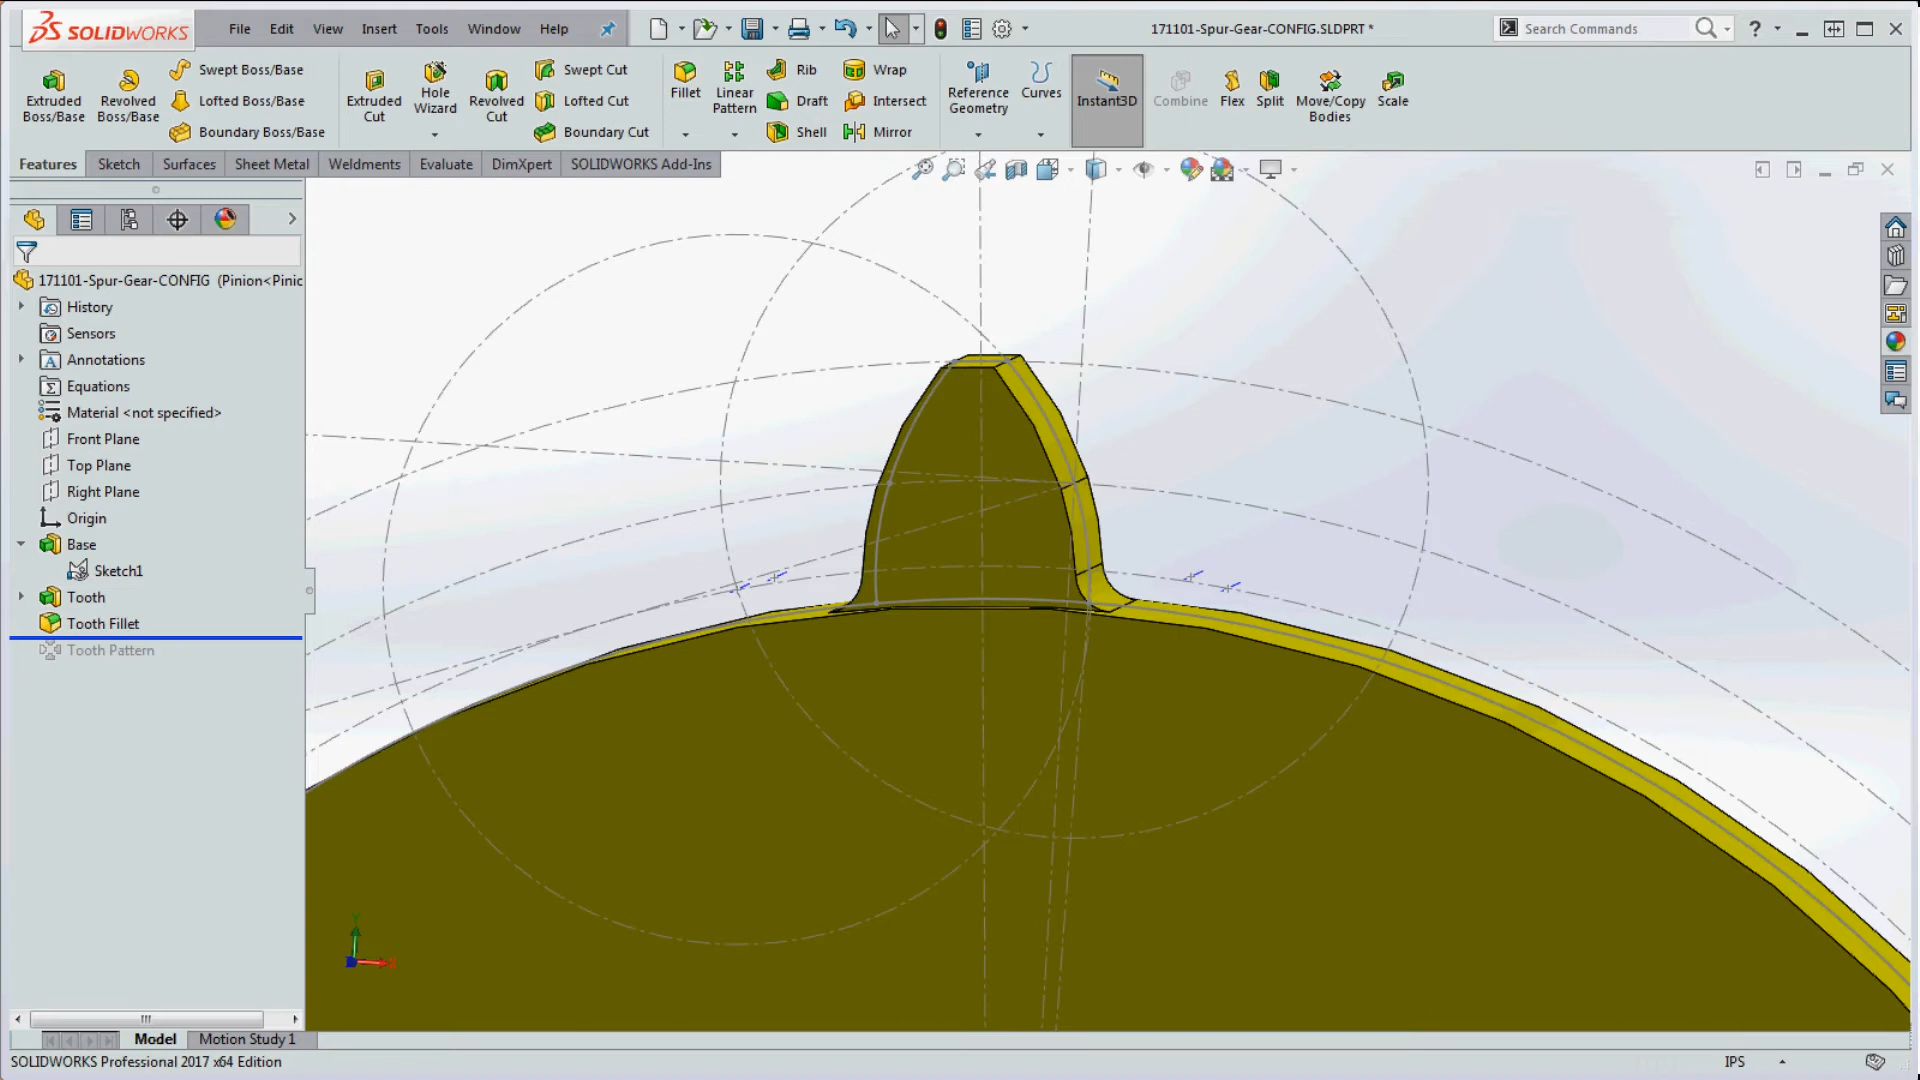 SOLIDWORKS File Edit View Insert Tools Window Help 171101-Spur-Gear-CONFIG.SLDPRT * Search Commands ?
Extruded Boss/Base
Revolved Boss/Base
Swept Boss/Base
Lofted Boss/Base
Boundary Boss/Base
Extruded Cut
Hole Wizard
Revolved Cut
Swept Cut
Lofted Cut
Boundary Cut
Fillet
Linear Pattern
Rib
Draft
Shell
Wrap
Intersect
Mirror
Reference Geometry
Curves
Instant3D
Combine
Flex
Split
Move/Copy Bodies
Scale
Features Sketch Surfaces Sheet Metal Weldments Evaluate DimXpert SOLIDWORKS Add-Ins
171101-Spur-Gear-CONFIG (Pinion<Pinic
History
Sensors
A Annotations
Σ Equations
Material <not specified>
Front Plane
Top Plane
Right Plane
Origin
Base
Sketch1
Tooth
Tooth Fillet
Tooth Pattern
Y
X
Model Motion Study 1
SOLIDWORKS Professional 2017 x64 Edition IPS